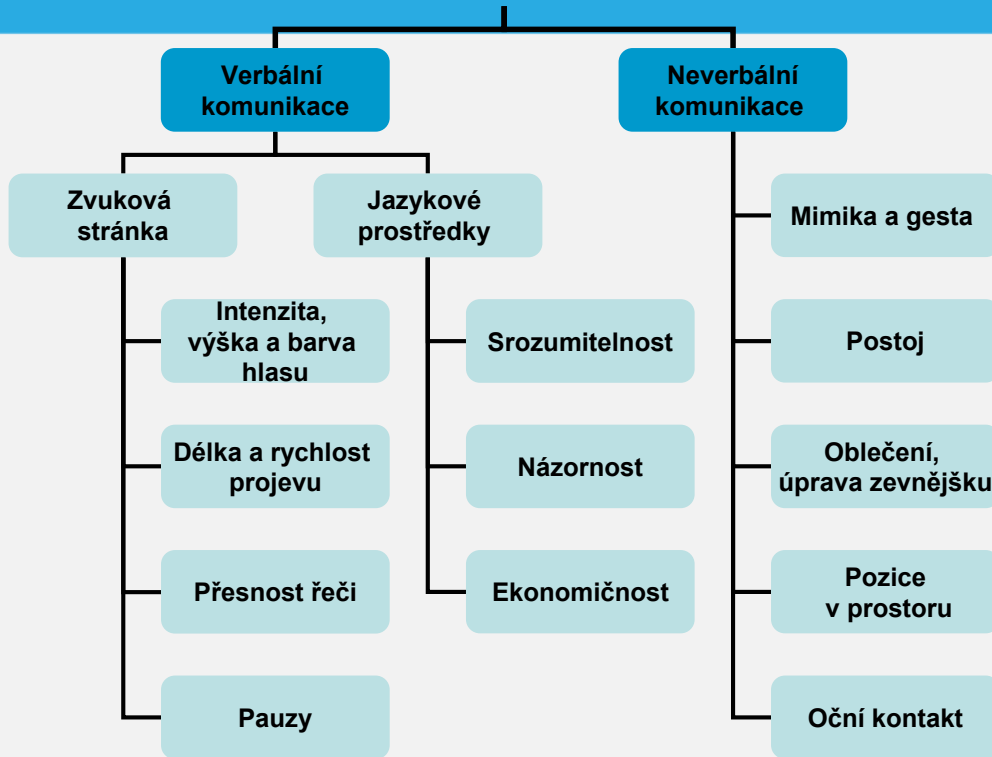 Verbální
komunikace
Neverbální
komunikace
Zvuková
stránka
Jazykové
prostředky
Mimika a gesta
Intenzita,
výška a barva
hlasu
Srozumitelnost
Postoj
Délka a rychlost
projevu
Názornost
Oblečení,
úprava zevnějšku
Přesnost řeči
Ekonomičnost
Pozice
v prostoru
Pauzy
Oční kontakt